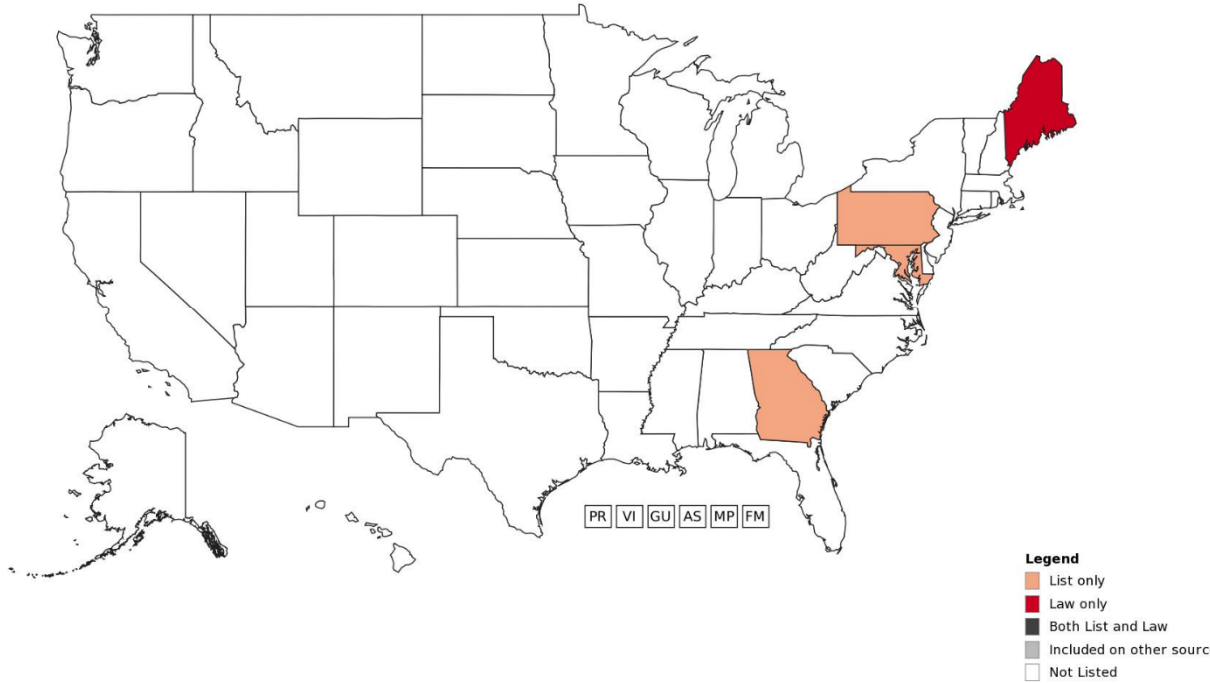 PR VI GU AS MP FM
Legend
List only
Law only
Both List and Law
Included on other sourc
Not Listed